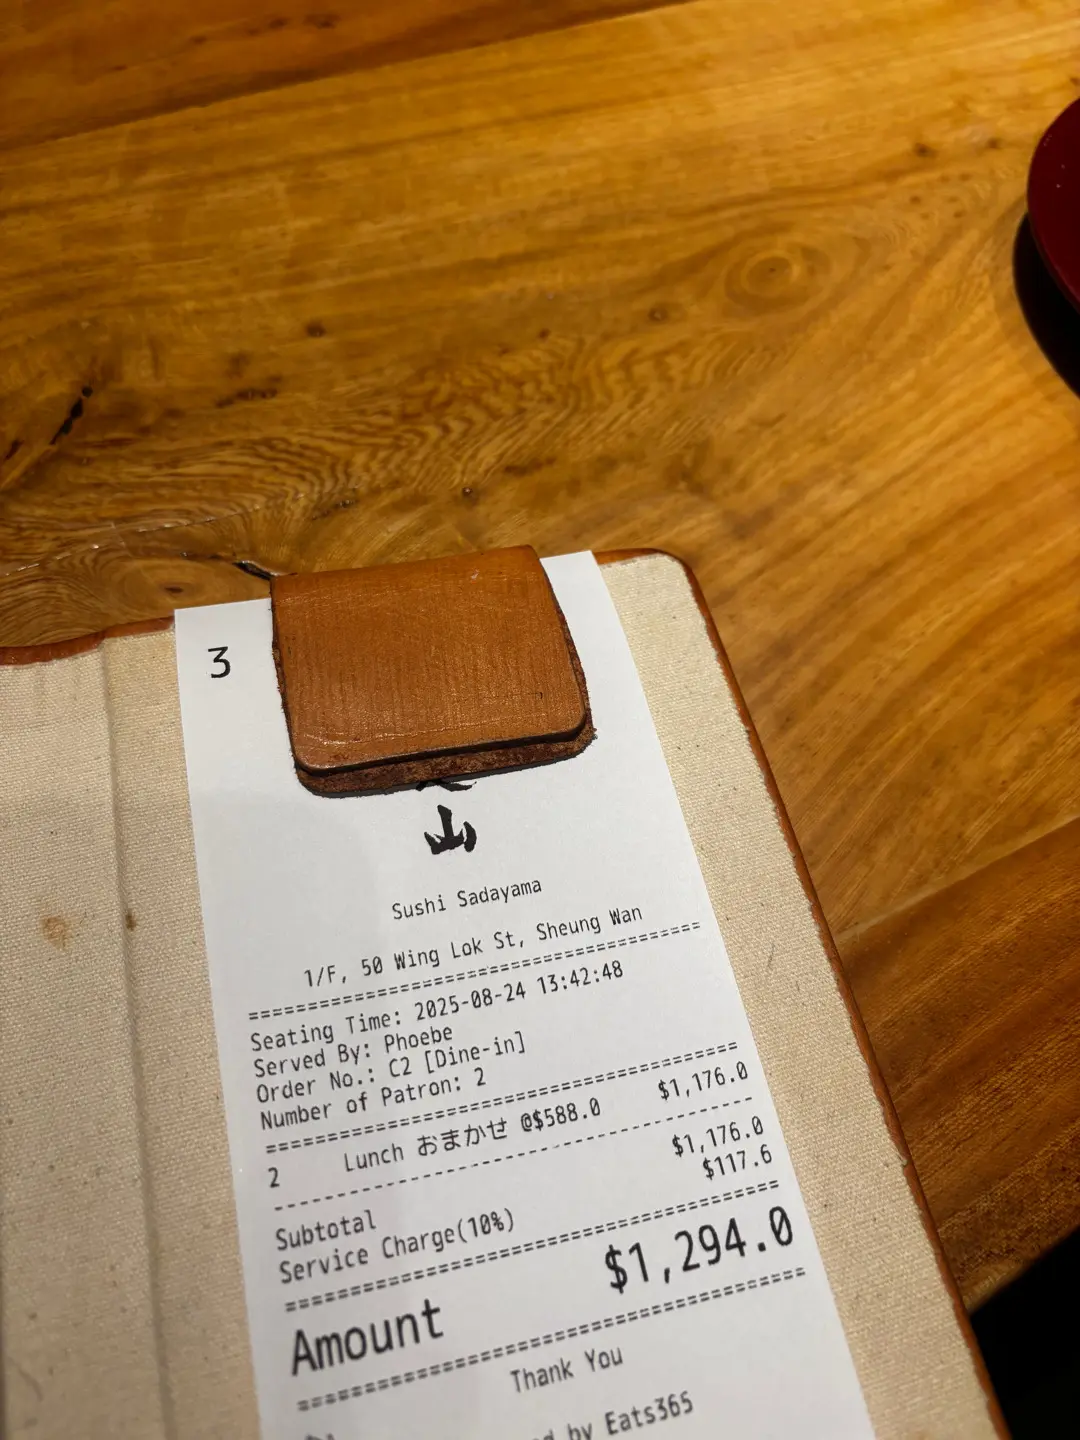 3
山
Sushi Sadayama
1/F, 50 Wing Lok St, Sheung Wan
================================================
Seating Time: 2025-08-24 13:42:48
Served By: Phoebe
Order No.: C2 [Dine-in]
Number of Patron: 2
================================================
2 Lunch おまかせ @$588.0 $1,176.0
------------------------------------------------
Subtotal $1,176.0
Service Charge(10%) $117.6
================================================
Amount $1,294.0
================================================
Thank You
by Eats365